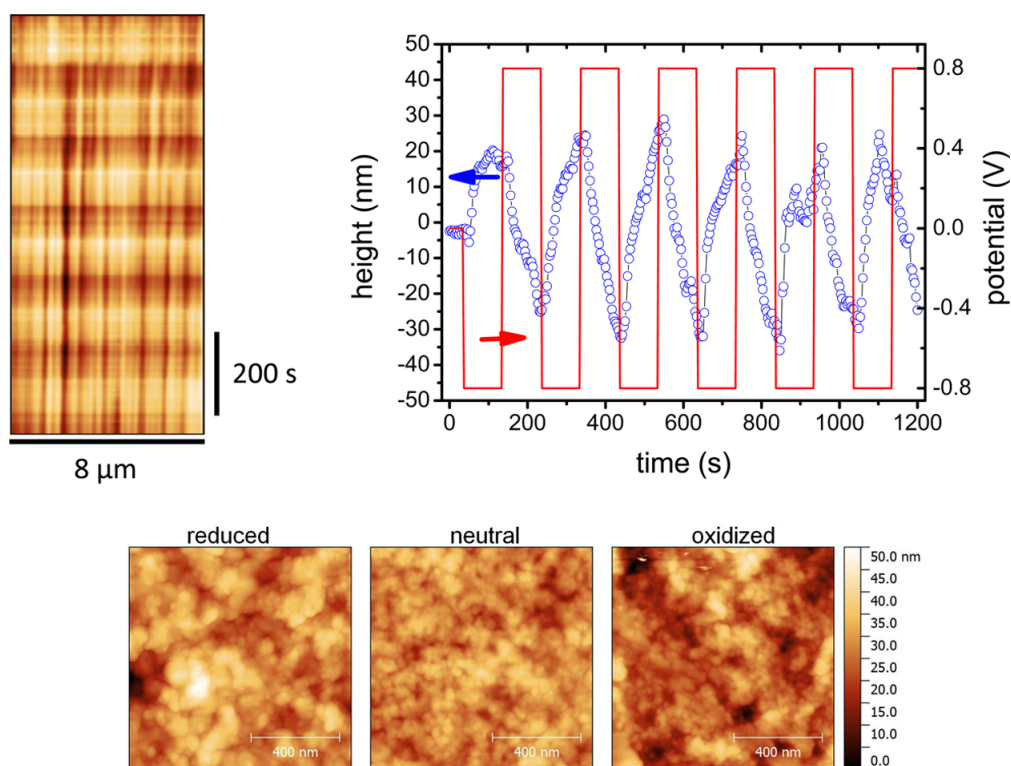 200 s
8 µm
50
40
30
20
10
0
-10
-20
-30
-40
-50
height (nm)
0.8
0.4
0.0
-0.4
-0.8
potential (V)
0 200 400 600 800 1000 1200
time (s)
reduced neutral oxidized
400 nm 400 nm 400 nm
50.0 nm
45.0
40.0
35.0
30.0
25.0
20.0
15.0
10.0
5.0
0.0